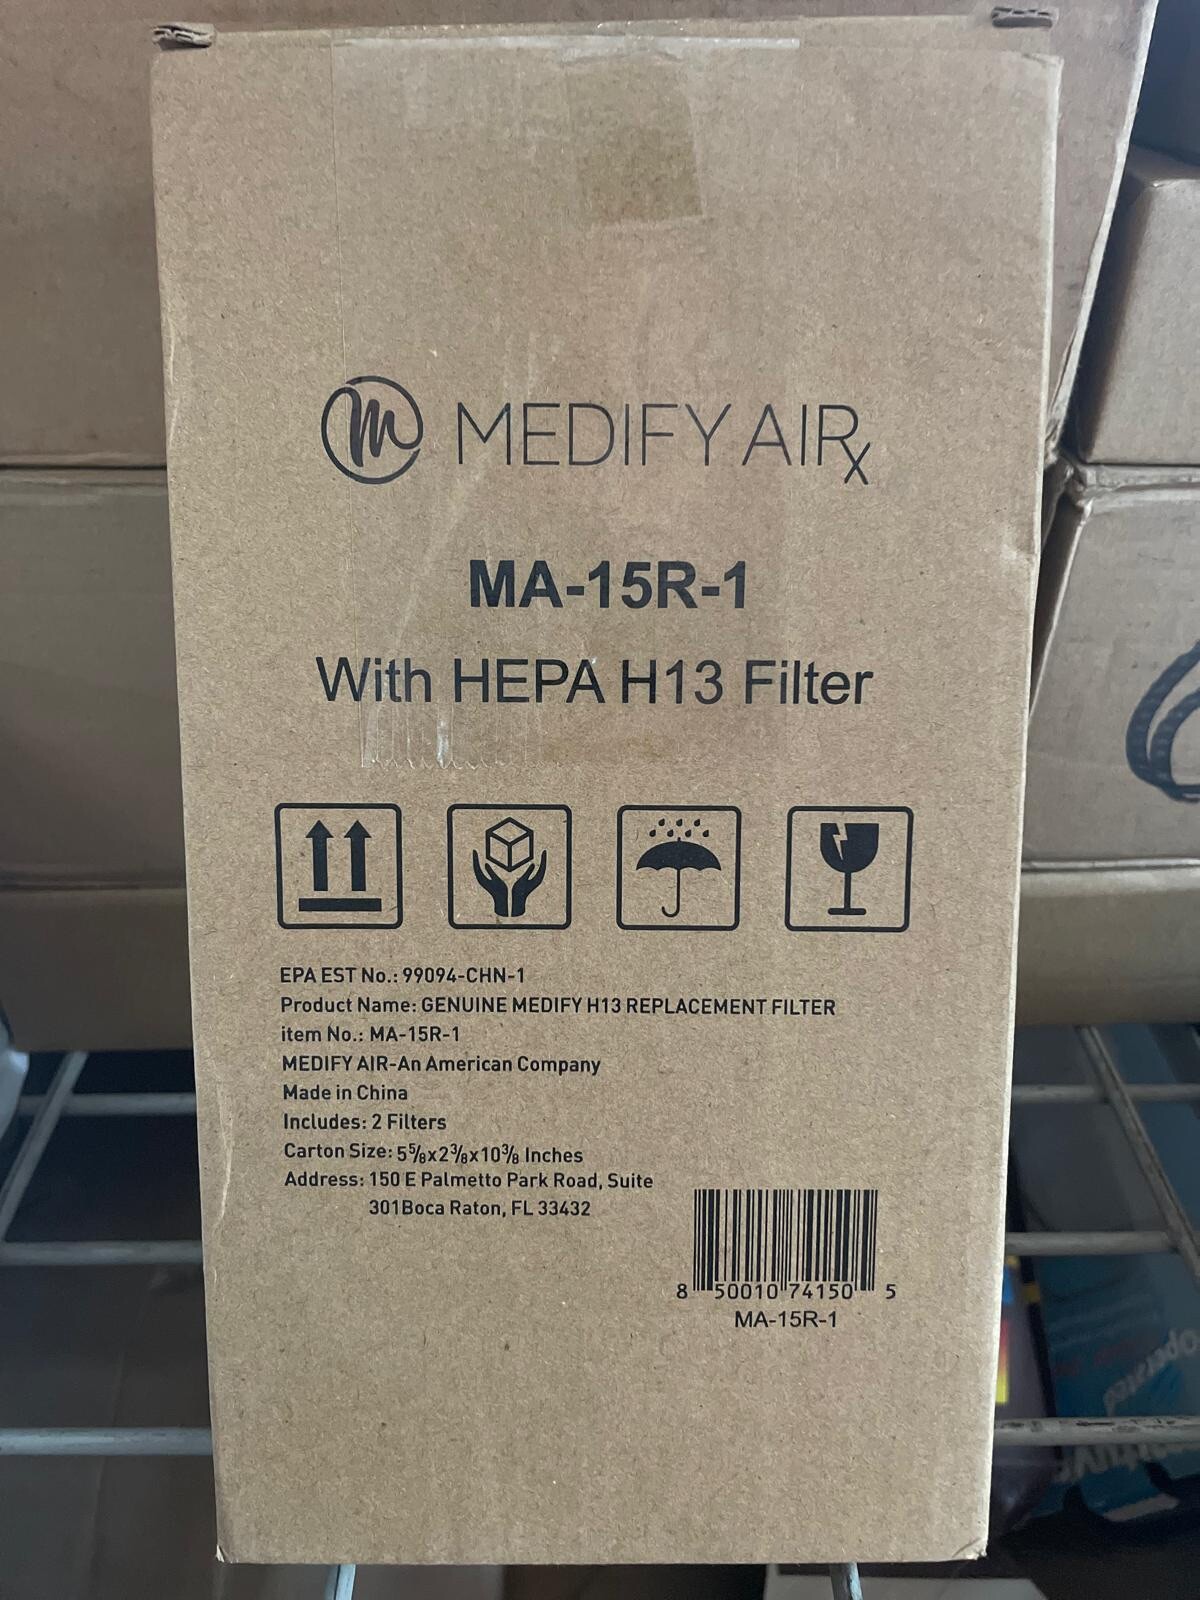 MEDIFY AIRx
MA-15R-1
With HEPA H13 Filter
EPA EST No.: 99094-CHN-1
Product Name: GENUINE MEDIFY H13 REPLACEMENT FILTER
item No.: MA-15R-1
MEDIFY AIR-An American Company
Made in China
Includes: 2 Filters
Carton Size: 5⅝x2⅜x10⅜ Inches
Address: 150 E Palmetto Park Road, Suite
301Boca Raton, FL 33432
8 50010 74150 5
MA-15R-1
operated